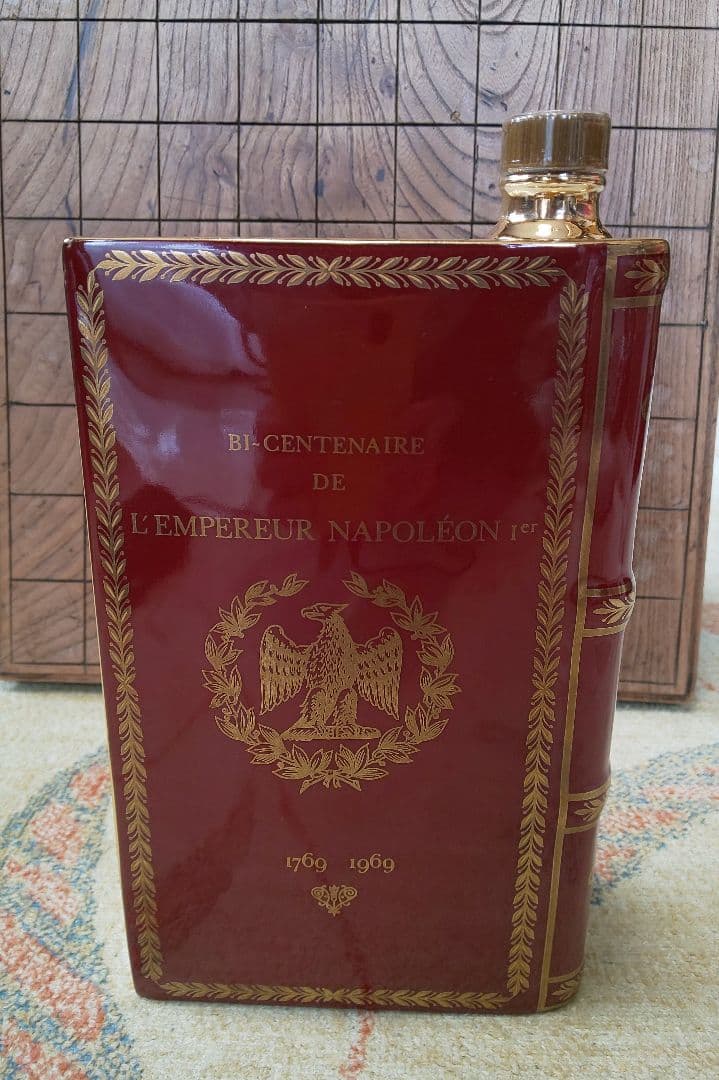 BI-CENTENAIRE
DE
L'EMPEREUR NAPOLÉON Ier
1769 1969